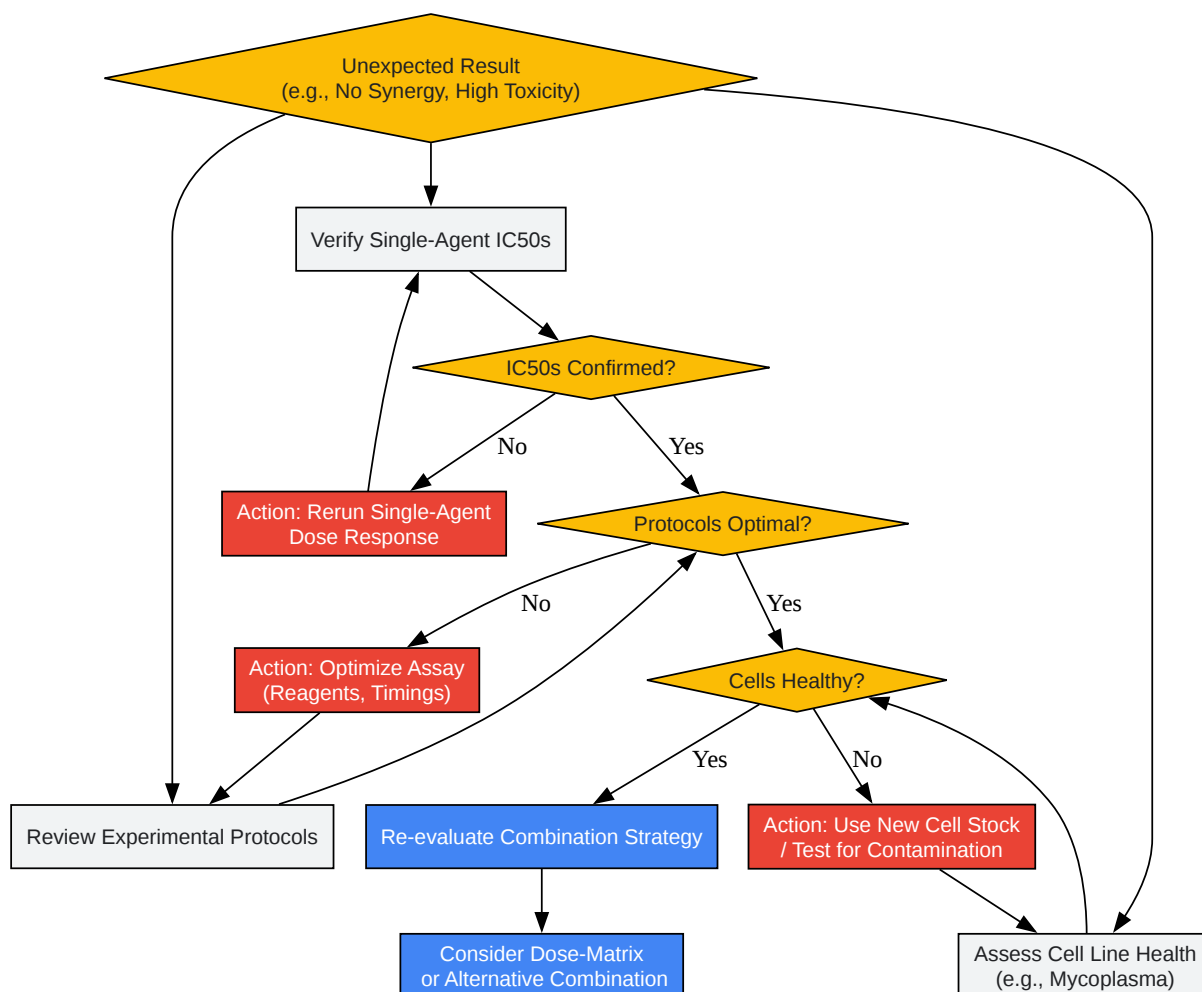 Unexpected Result
(e.g., No Synergy, High Toxicity)
Verify Single-Agent IC50s
IC50s Confirmed?
No
Yes
Action: Rerun Single-Agent
Dose Response
Protocols Optimal?
No
Yes
Action: Optimize Assay
(Reagents, Timings)
Cells Healthy?
Yes
No
Review Experimental Protocols
Re-evaluate Combination Strategy
Action: Use New Cell Stock
/ Test for Contamination
Consider Dose-Matrix
or Alternative Combination
Assess Cell Line Health
(e.g., Mycoplasma)